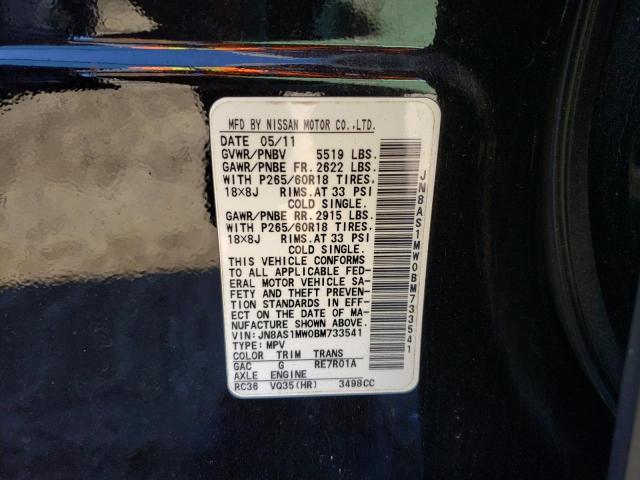 MFD BY NISSAN MOTOR CO.,LTD.
DATE 05/11
GVWR/PNBV 5519 LBS.
GAWR/PNBE FR. 2622 LBS.
WITH P265/60R18 TIRES.
18X8J RIMS.AT 33 PSI
COLD SINGLE.
GAWR/PNBE RR. 2915 LBS.
WITH P265/60R18 TIRES.
18X8J RIMS.AT 33 PSI
COLD SINGLE.
THIS VEHICLE CONFORMS
TO ALL APPLICABLE FED-
ERAL MOTOR VEHICLE SA-
FETY AND THEFT PREVEN-
TION STANDARDS IN EFF-
ECT ON THE DATE OF MA-
NUFACTURE SHOWN ABOVE.
VIN: JN8AS1MW0BM733541
TYPE: MPV
COLOR TRIM TRANS
GAC G RE7R01A
AXLE ENGINE
RC36 VQ35(HR) 3498CC
JN8AS1MW0BM733541